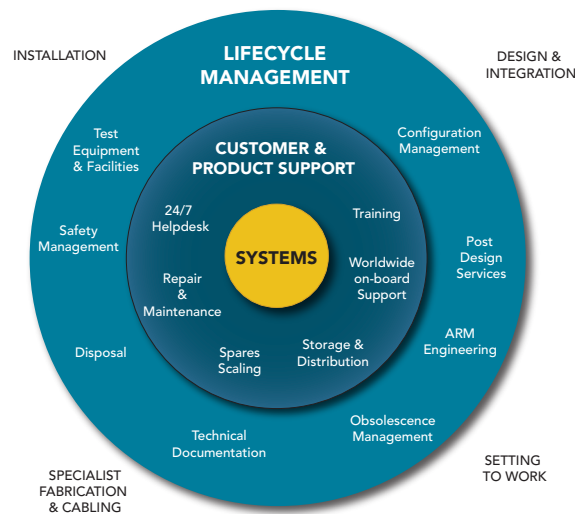 INSTALLATION
DESIGN &
INTEGRATION
LIFECYCLE
MANAGEMENT
Test
Equipment
& Facilities
Configuration
Management
CUSTOMER &
PRODUCT SUPPORT
24/7
Helpdesk
Training
Safety
Management
SYSTEMS
Post
Design
Services
Worldwide
on-board
Support
Repair
&
Maintenance
Disposal
Spares
Scaling
Storage &
Distribution
ARM
Engineering
Technical
Documentation
Obsolescence
Management
SPECIALIST
FABRICATION
& CABLING
SETTING
TO WORK